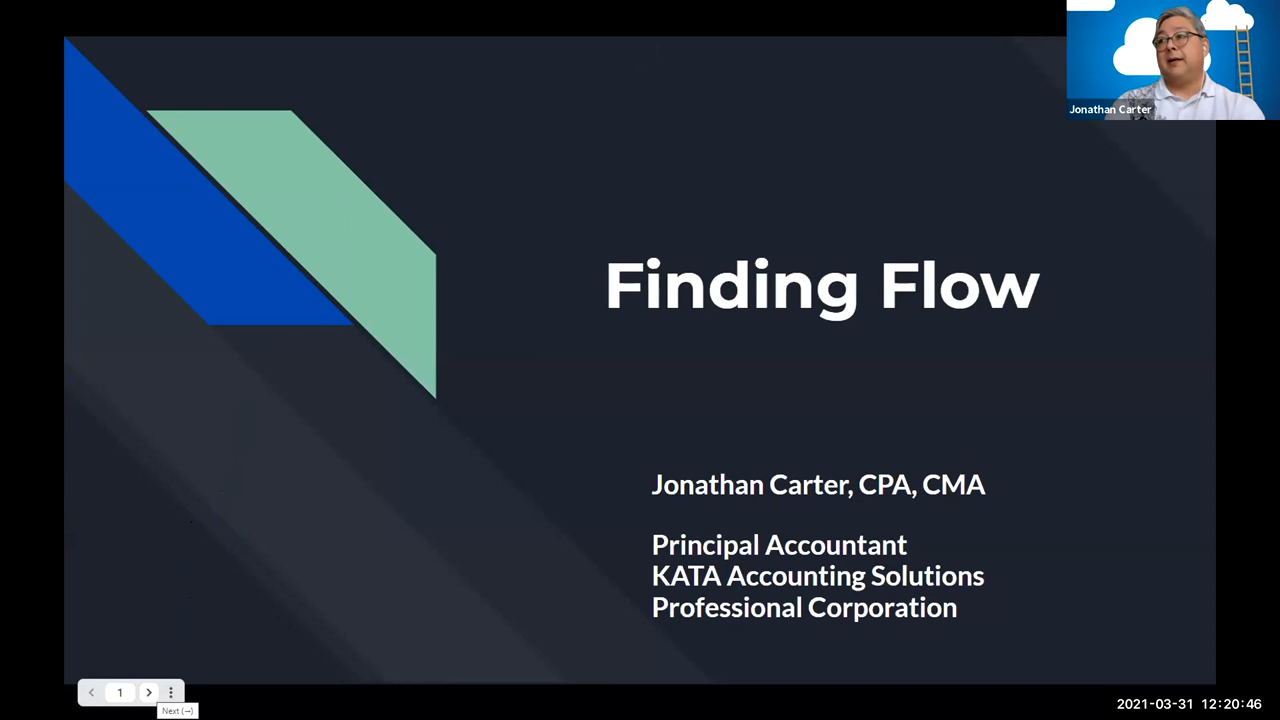 Jonathan Carter
Finding Flow
Jonathan Carter, CPA, CMA
Principal Accountant
KATA Accounting Solutions
Professional Corporation
1
Next (→)
2021-03-31 12:20:46